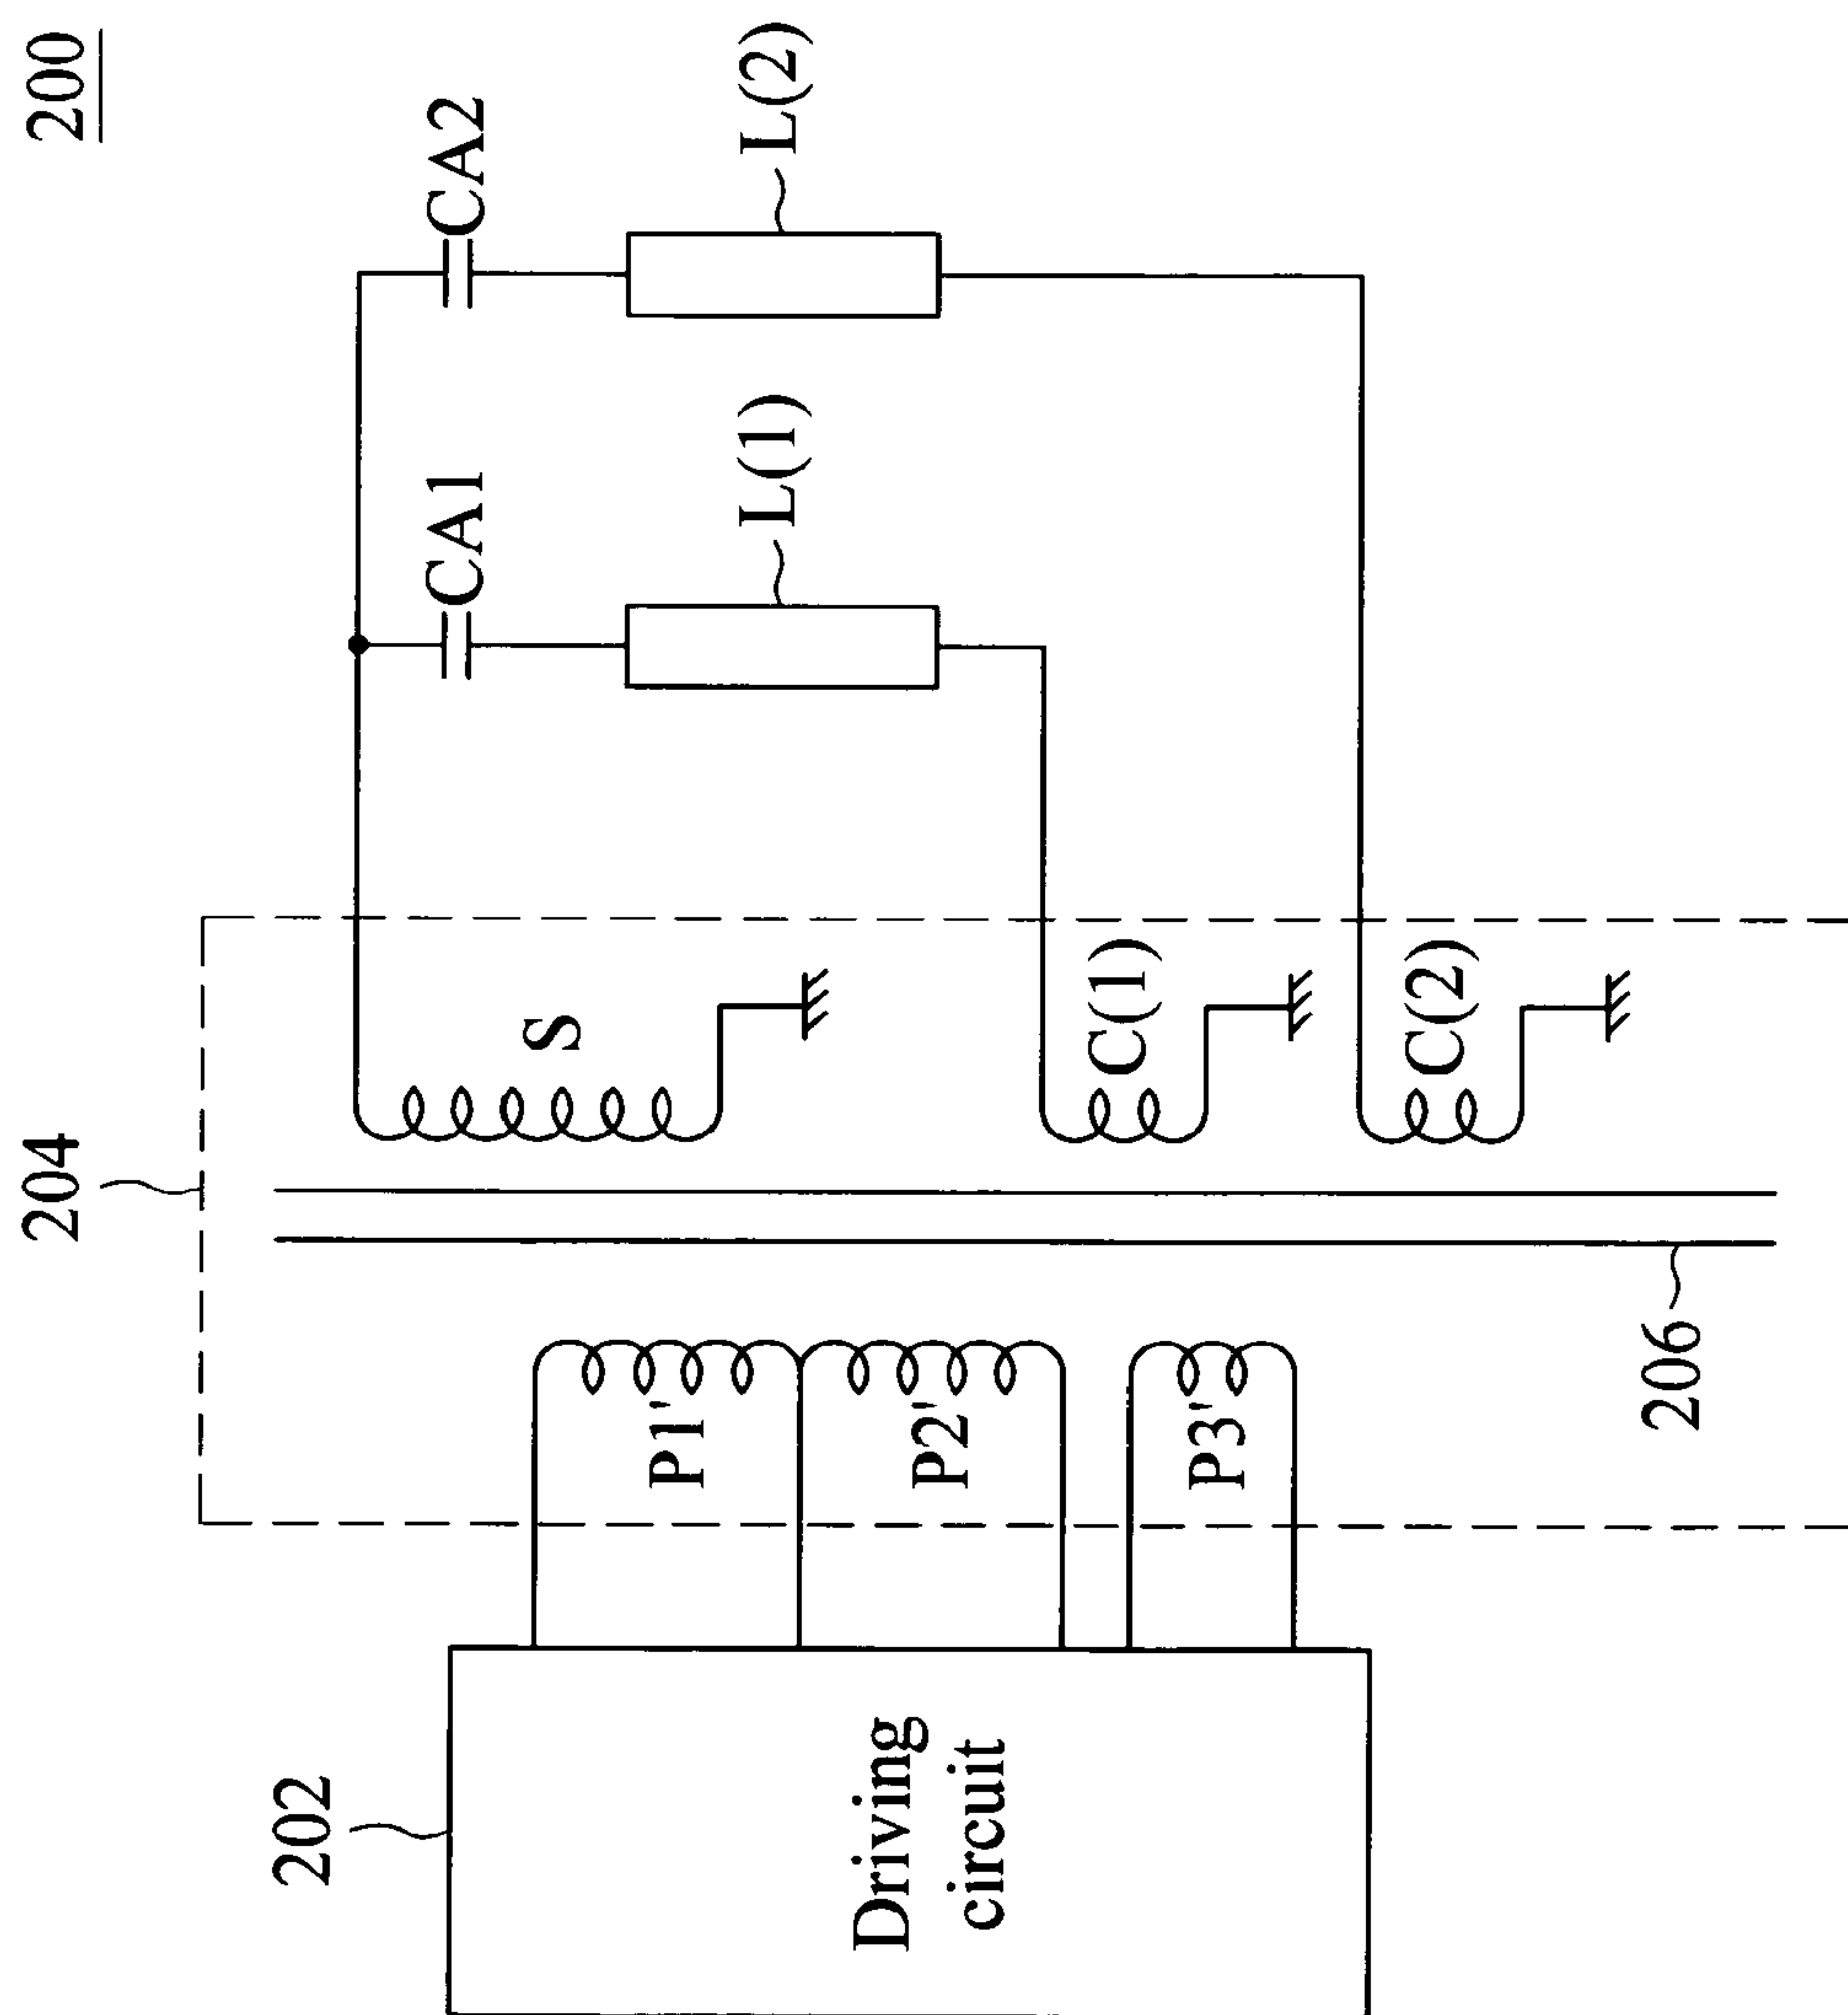 200
204
202
Driving
circuit
P1'
P2'
P3'
206
S
C(1)
C(2)
CA1
CA2
L(1)
L(2)